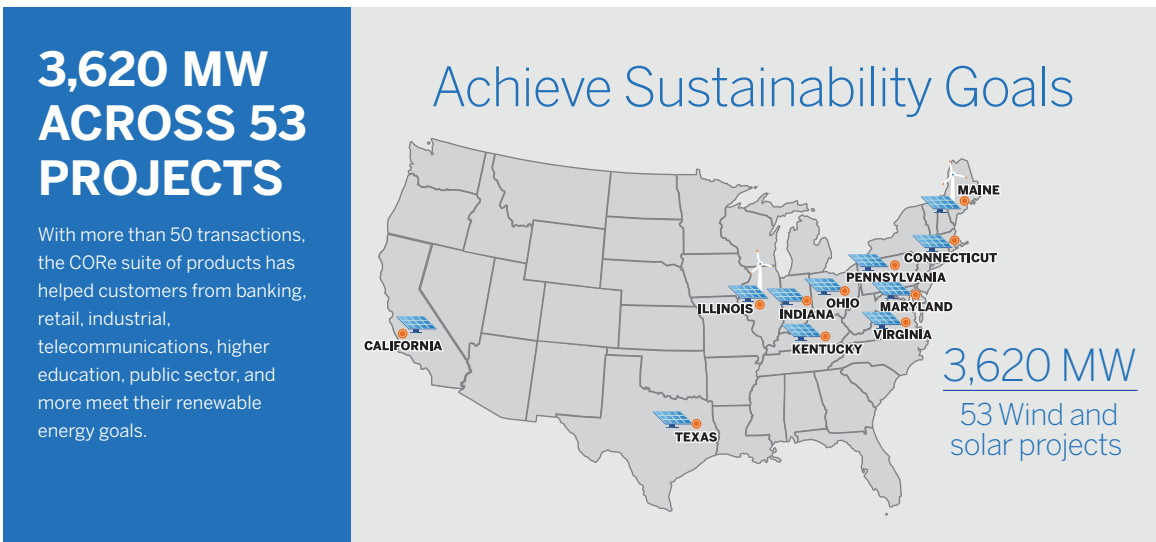 3,620 MW
ACROSS 53
PROJECTS
With more than 50 transactions,
the CORe suite of products has
helped customers from banking,
retail, industrial,
telecommunications, higher
education, public sector, and
more meet their renewable
energy goals.
Achieve Sustainability Goals
MAINE
CONNECTICUT
PENNSYLVANIA
MARYLAND
OHIO
ILLINOIS
INDIANA
VIRGINIA
KENTUCKY
CALIFORNIA
TEXAS
3,620 MW
53 Wind and
solar projects